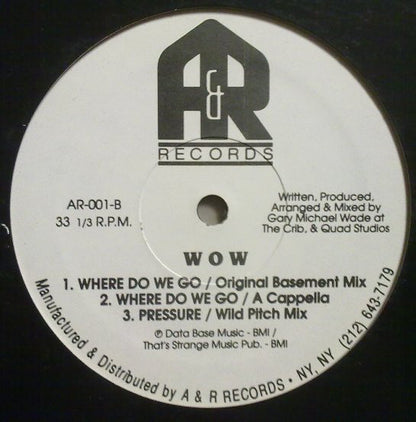 A&R
RECORDS
AR-001-B
33 1/3 R.P.M.
Written, Produced,
Arranged & Mixed by
Gary Michael Wade at
The Crib, & Quad Studios
WOW
1. WHERE DO WE GO / Original Basement Mix
2. WHERE DO WE GO / A Cappella
3. PRESSURE / Wild Pitch Mix
℗ Data Base Music - BMI /
That's Strange Music Pub. - BMI
Manufactured & Distributed by A & R RECORDS • NY, NY (212) 643-7179